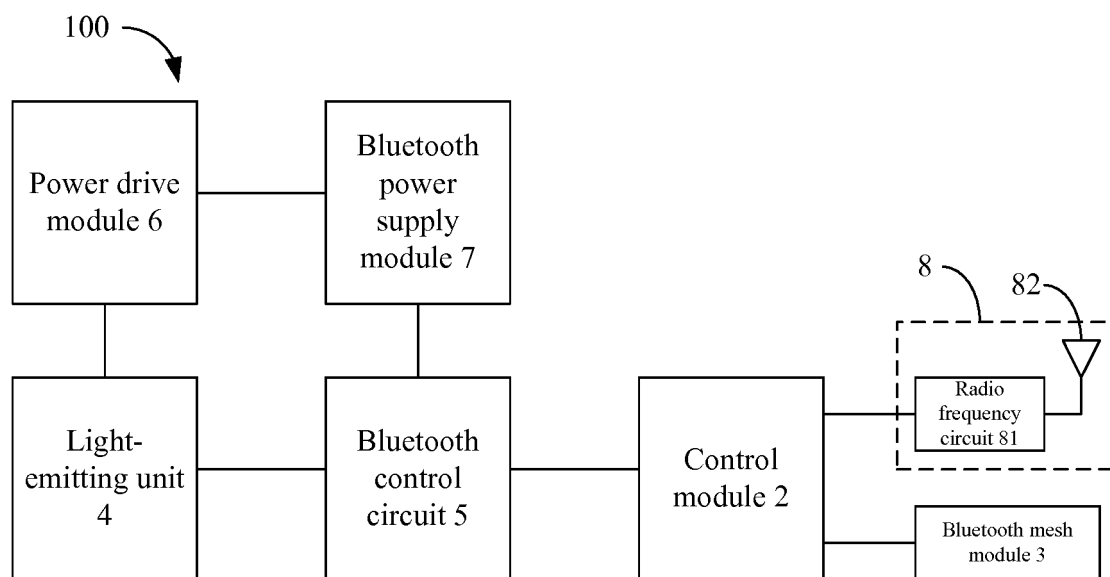 100
Power drive
module 6
Bluetooth
power
supply
module 7
8
82
Light-
emitting unit
4
Bluetooth
control
circuit 5
Control
module 2
Radio
frequency
circuit 81
Bluetooth mesh
module 3